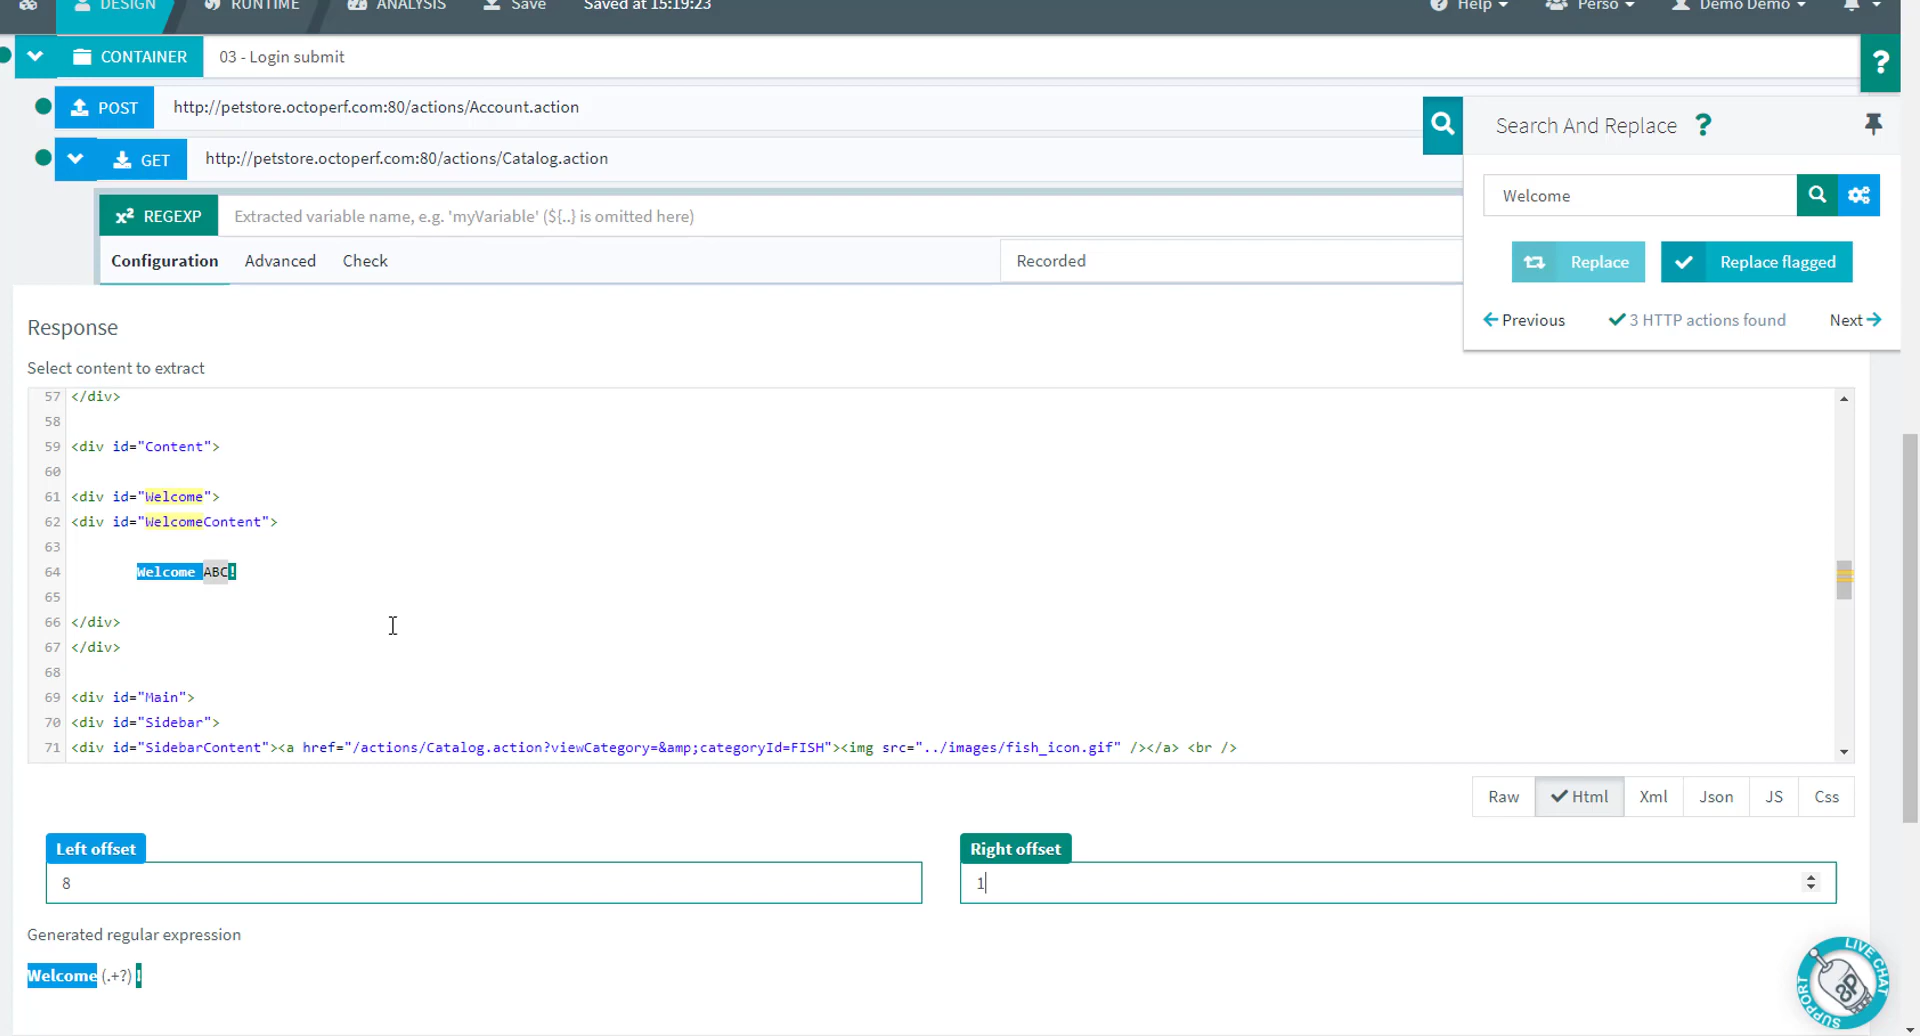 DESIGN RUNTIME ANALYSIS Save Saved at 15:19:23 Help Perso Demo Demo
CONTAINER 03 - Login submit ?
POST http://petstore.octoperf.com:80/actions/Account.action
GET http://petstore.octoperf.com:80/actions/Catalog.action
x² REGEXP Extracted variable name, e.g. 'myVariable' (${..} is omitted here)
Configuration Advanced Check Recorded
Search And Replace ?
Welcome
Replace Replace flagged
Previous 3 HTTP actions found Next
Response
Select content to extract
57 </div>
58
59 <div id="Content">
60
61 <div id="Welcome">
62 <div id="WelcomeContent">
63
64 Welcome ABC!
65
66 </div>
67 </div>
68
69 <div id="Main">
70 <div id="Sidebar">
71 <div id="SidebarContent"><a href="/actions/Catalog.action?viewCategory=&amp;categoryId=FISH"><img src="../images/fish_icon.gif" /></a> <br />
Raw Html Xml Json JS Css
Left offset Right offset
8 1
Generated regular expression
Welcome (.+?) !
LIVE CHAT
SUPPORT